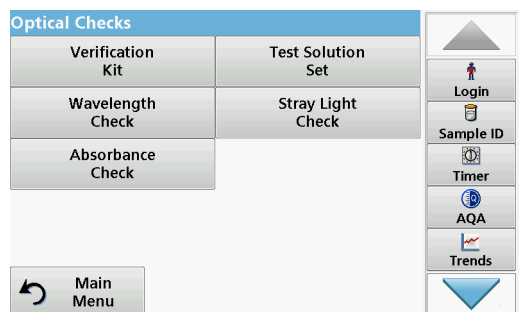 Optical Checks
Verification
Kit
Test Solution
Set
Wavelength
Check
Stray Light
Check
Absorbance
Check
Main
Menu
Login
Sample ID
Timer
AQA
Trends